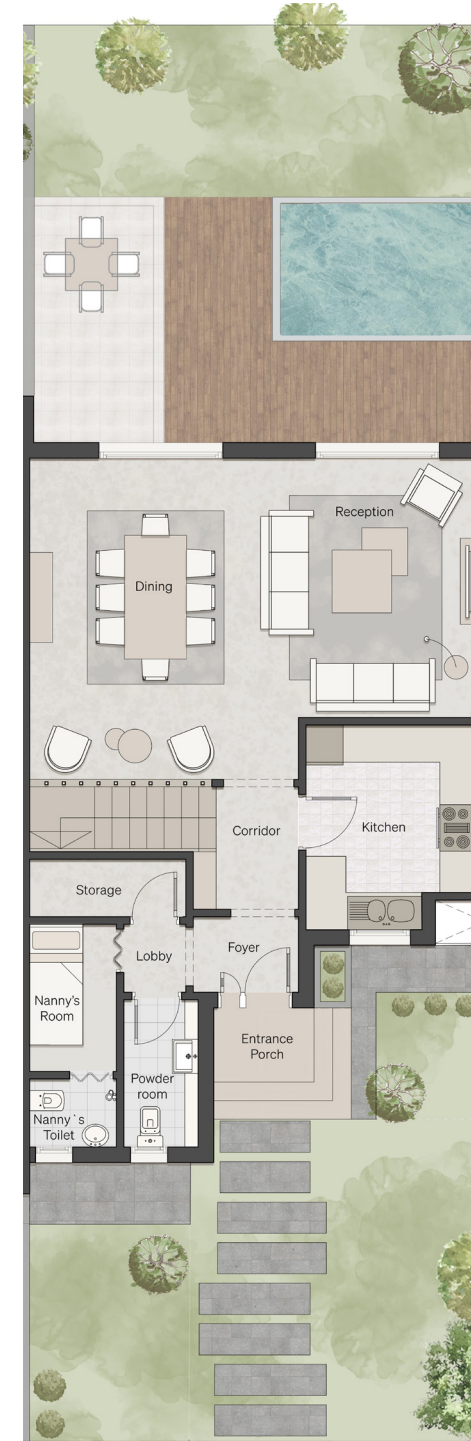 Reception
Dining
Corridor
Kitchen
Storage
Lobby
Foyer
Nanny's
Room
Entrance
Porch
Powder
room
Nanny`s
Toilet